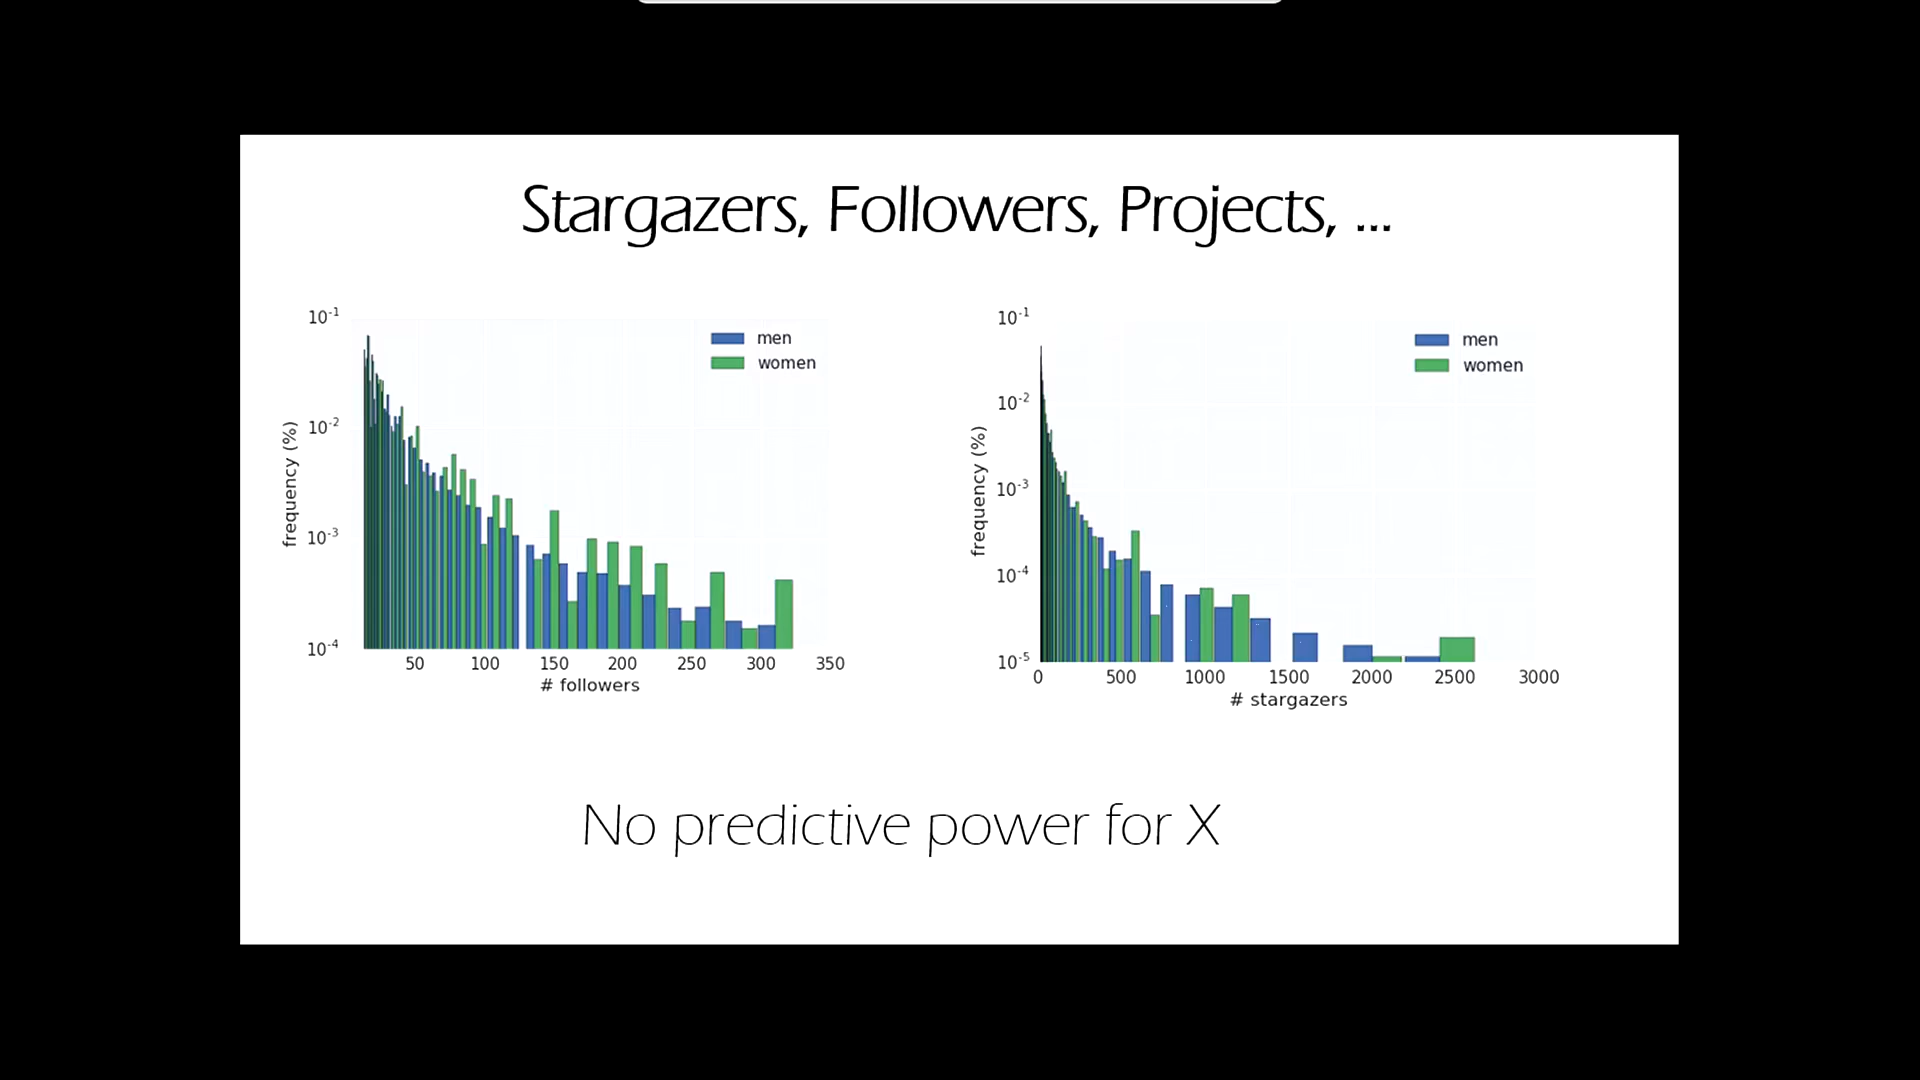 Stargazers, Followers, Projects, ...
10-1
10-2
10-3
10-4
frequency (%)
men
women
50 100 150 200 250 300 350
# followers
10-1
10-2
10-3
10-4
10-5
frequency (%)
men
women
0 500 1000 1500 2000 2500 3000
# stargazers
No predictive power for X